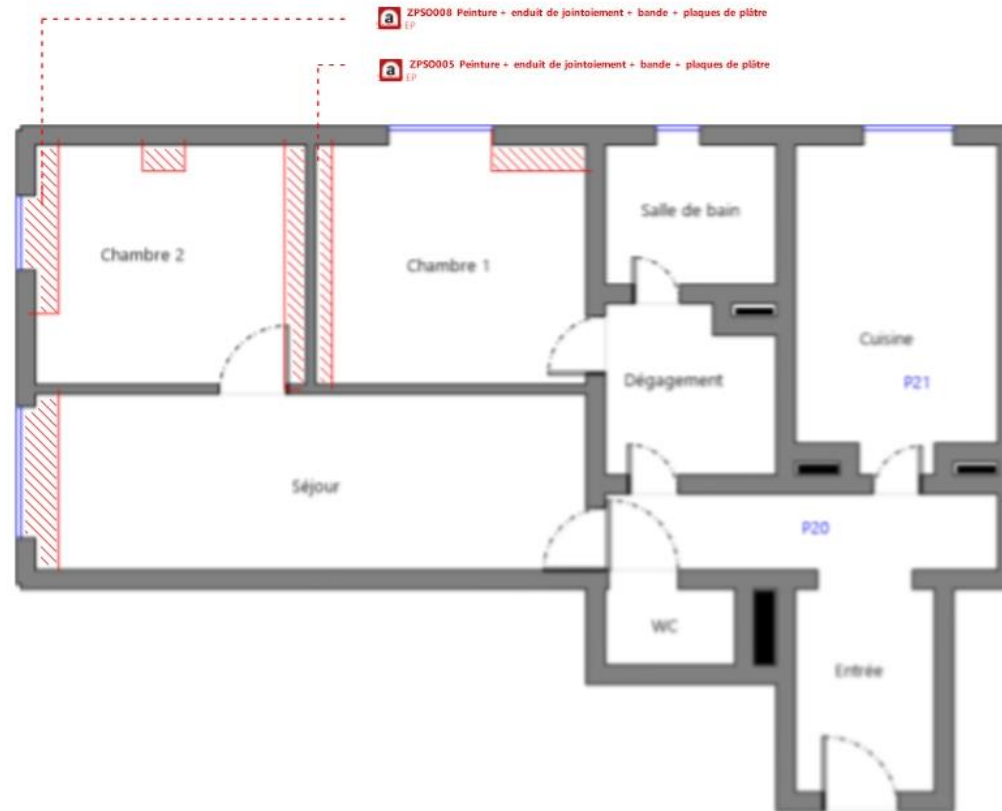 a ZPSO008 Peinture + enduit de jointoiement + bande + plaques de plâtre
EP
a ZPSO005 Peinture + enduit de jointoiement + bande + plaques de plâtre
EP
Salle de bain
Chambre 2
Chambre 1
Cuisine
Dégagement
P21
Séjour
P20
WC
Entrée